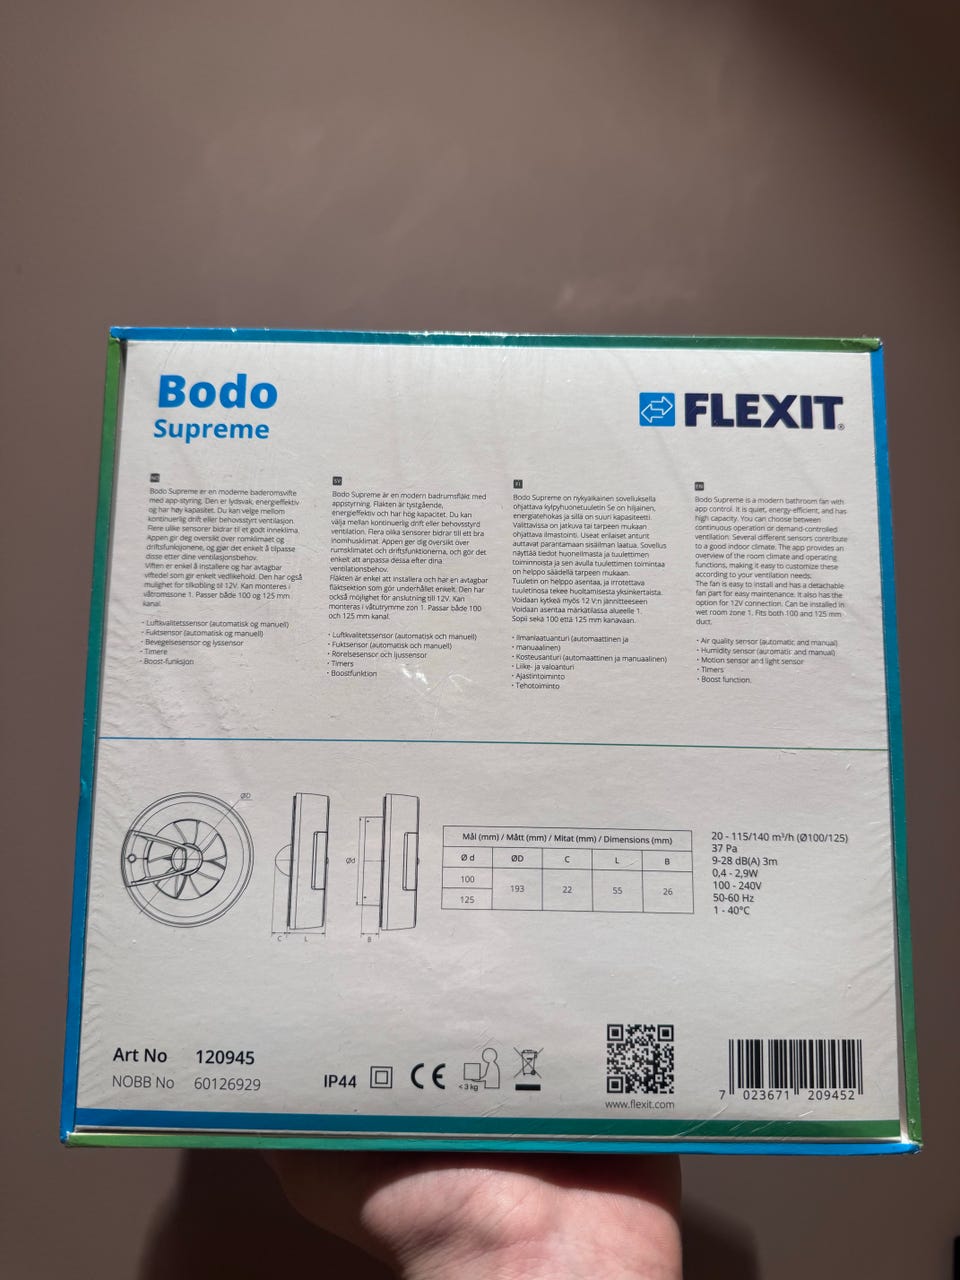 Bodo
Supreme
FLEXIT®
NO
Bodo Supreme er en moderne baderomsvifte
med app-styring. Den er lydsvak, energieffektiv
og har høy kapasitet. Du kan velge mellom
kontinuerlig drift eller behovsstyrt ventilasjon.
Flere ulike sensorer bidrar til et godt inneklima.
Appen gir deg oversikt over romklimaet og
driftsfunksjonene, og gjør det enkelt å tilpasse
disse etter dine ventilasjonsbehov.
Viften er enkel å installere og har avtagbar
viftedel som gir enkelt vedlikehold. Den har også
mulighet for tilkobling til 12V. Kan monteres i
våtromssone 1. Passer både 100 og 125 mm
kanal.
· Luftkvalitetssensor (automatisk og manuell)
· Fuktsensor (automatisk og manuell)
· Bevegelsesensor og lyssensor
· Timere
· Boost-funksjon
SV
Bodo Supreme är en modern badrumsfläkt med
appstyrning. Fläkten är tystgående,
energieffektiv och har hög kapacitet. Du kan
välja mellan kontinuerlig drift eller behovsstyrd
ventilation. Flera olika sensorer bidrar till ett bra
inomhusklimat. Appen ger dig översikt över
rumsklimatet och driftsfunktionerna, och gör det
enkelt att anpassa dessa efter dina
ventilationsbehov.
Fläkten är enkel att installera och har en avtagbar
fläktsektion som gör underhållet enkelt. Den har
också möjlighet för anslutning till 12V. Kan
monteras i våtutrymme zon 1. Passar både 100
och 125 mm kanal.
· Luftkvalitetssensor (automatisk och manuell)
· Fuktsensor (automatisk och manuell)
· Rörelsesensor och ljussensor
· Timers
· Boostfunktion
FI
Bodo Supreme on nykyaikainen sovelluksella
ohjattava kylpyhuonetuuletin Se on hiljainen,
energiatehokas ja sillä on suuri kapasiteetti.
Valittavissa on jatkuva tai tarpeen mukaan
ohjattava ilmastointi. Useat erilaiset anturit
auttavat parantamaan sisäilman laatua. Sovellus
näyttää tiedot huoneilmasta ja tuulettimen
toiminnoista ja sen avulla tuulettimen toimintaa
on helppo säädellä tarpeen mukaan.
Tuuletin on helppo asentaa, ja irrotettava
tuuletinosa tekee huoltamisesta yksinkertaista.
Voidaan kytkeä myös 12 V:n jännitteeseen
Voidaan asentaa märkätilassa alueelle 1.
Sopii sekä 100 että 125 mm kanavaan.
· Ilmanlaatuanturi (automaattinen ja
manuaalinen)
· Kosteusanturi (automaattinen ja manuaalinen)
· Liike- ja valoanturi
· Ajastintoiminto
· Tehotoiminto
EN
Bodo Supreme is a modern bathroom fan with
app control. It is quiet, energy-efficient, and has
high capacity. You can choose between
continuous operation or demand-controlled
ventilation. Several different sensors contribute
to a good indoor climate. The app provides an
overview of the room climate and operating
functions, making it easy to customize these
according to your ventilation needs.
The fan is easy to install and has a detachable
fan part for easy maintenance. It also has the
option for 12V connection. Can be installed in
wet room zone 1. Fits both 100 and 125 mm
duct.
· Air quality sensor (automatic and manual)
· Humidity sensor (automatic and manual)
· Motion sensor and light sensor
· Timers
· Boost function.
ØD
Ød
C L
B
Mål (mm) / Mått (mm) / Mitat (mm) / Dimensions (mm)
Ø d ØD C L B
100
193 22 55 26
125
20 - 115/140 m³/h (Ø100/125)
37 Pa
9-28 dB(A) 3m
0,4 - 2,9W
100 - 240V
50-60 Hz
1 - 40°C
Art No 120945
NOBB No 60126929
IP44
CE
< 3 kg
www.flexit.com
7 023671 209452